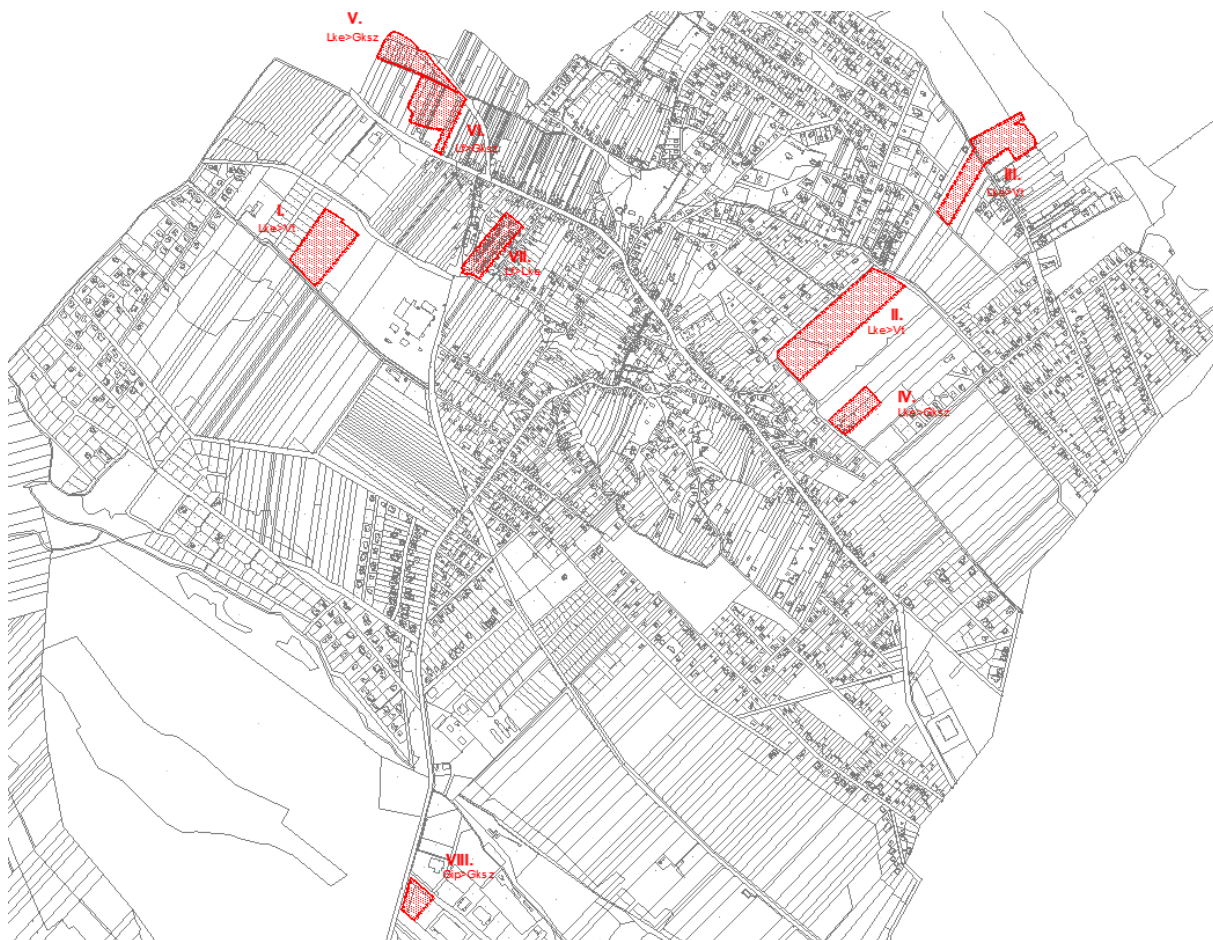 V.
Lke>Gksz
VI.
Lf>Gksz
III.
Lke>Vt
I.
Lke>Vt
VII.
Lf>Lke
II.
Lke>Vt
IV.
Lke>Gksz
VIII.
Gip>Gksz